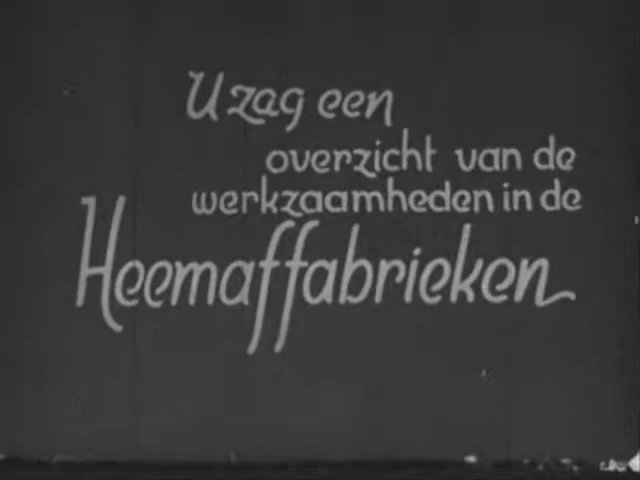 U zag een
overzicht van de
werkzaamheden in de
Heemaffabrieken